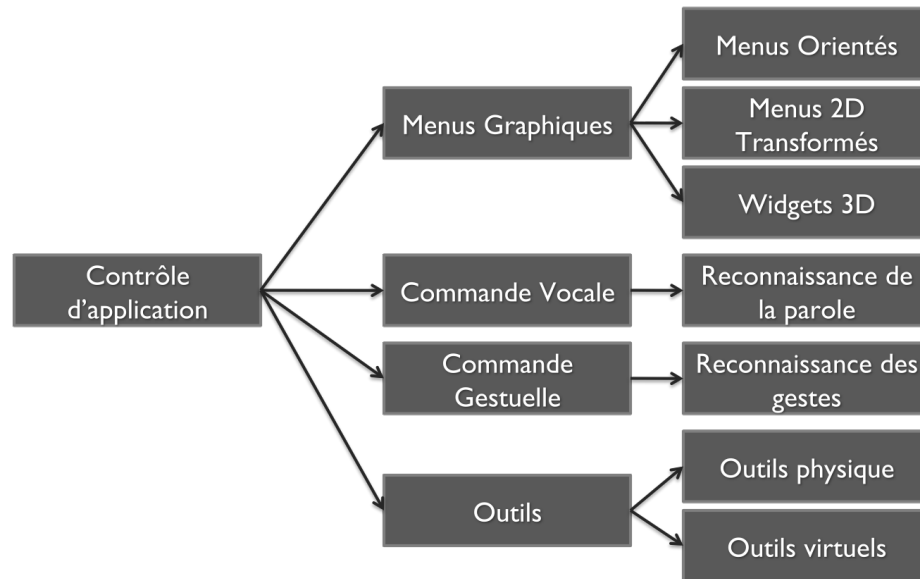 Contrôle
d’application
Menus Graphiques
Menus Orientés
Menus 2D
Transformés
Widgets 3D
Commande Vocale
Reconnaissance de
la parole
Commande
Gestuelle
Reconnaissance des
gestes
Outils
Outils physique
Outils virtuels